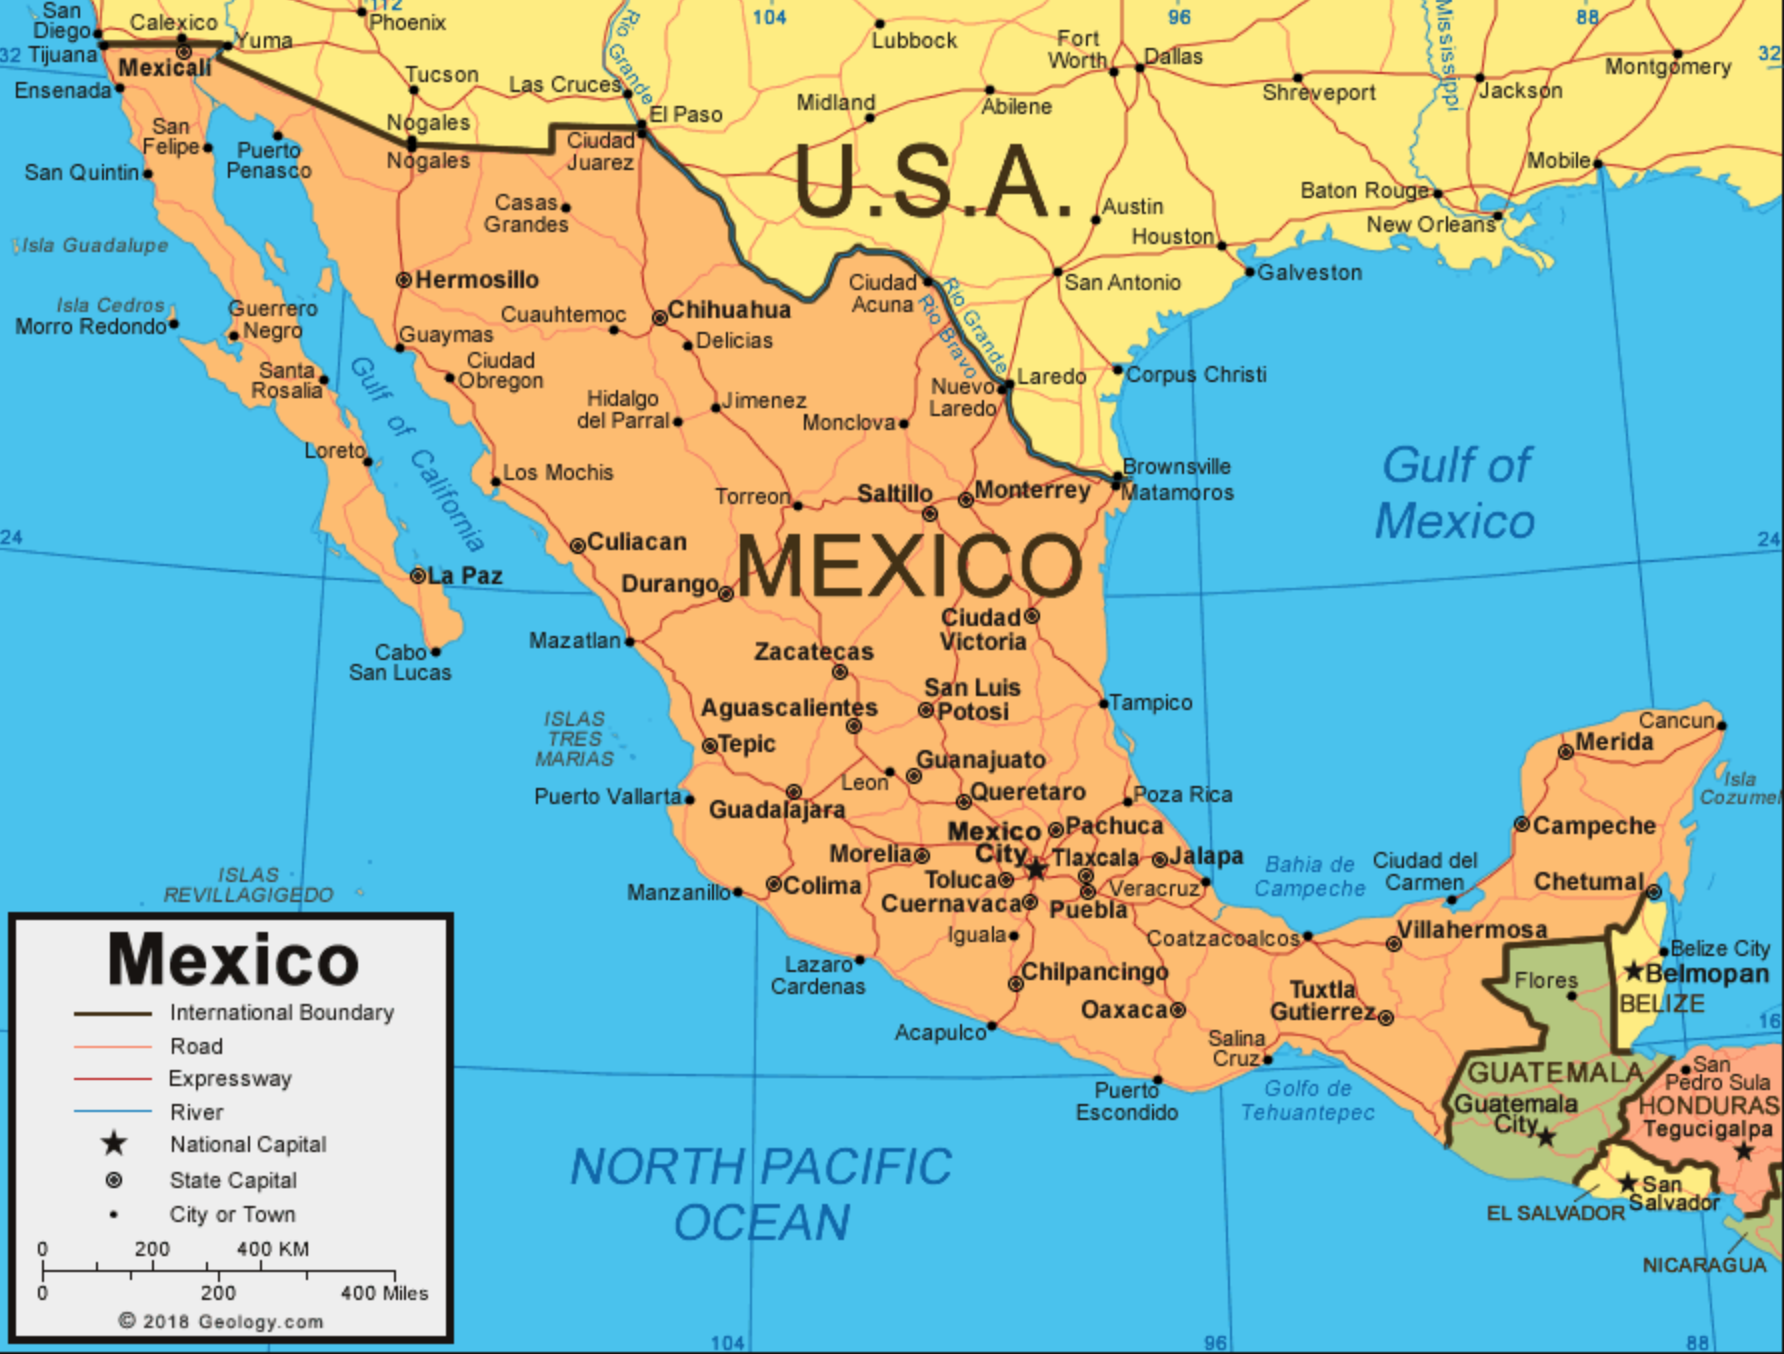 San
Diego
Calexico
112
Phoenix
Rio Grande
104
Lubbock
96
Fort
Worth
Dallas
Mississippi
88
32
Tijuana
Yuma
Mexicali
Ensenada
Tucson
Las Cruces
El Paso
Midland
Abilene
Shreveport
Jackson
Montgomery
32
San
Felipe
Puerto
Penasco
Nogales
Nogales
Ciudad
Juarez
San Quintin
U.S.A.
Mobile
Baton Rouge
New Orleans
Casas
Grandes
Austin
Houston
Isla Guadalupe
Hermosillo
Ciudad
Acuna
San Antonio
Galveston
Isla Cedros
Morro Redondo
Guerrero
Negro
Cuauhtemoc
Chihuahua
Delicias
Rio Grande
Rio Bravo
Guaymas
Ciudad
Obregon
Santa
Rosalia
Gulf of California
Hidalgo
del Parral
Jimenez
Monclova
Nuevo
Laredo
Laredo
Corpus Christi
Loreto
Los Mochis
Torreon
Saltillo
Monterrey
Brownsville
Matamoros
Gulf of
Mexico
24
24
Culiacan
La Paz
Durango
MEXICO
Ciudad
Victoria
Cabo
San Lucas
Mazatlan
Zacatecas
San Luis
Potosi
Aguascalientes
Tampico
ISLAS
TRES
MARIAS
Tepic
Leon
Guanajuato
Cancun
Merida
Isla
Cozumel
Puerto Vallarta
Guadalajara
Queretaro
Poza Rica
Mexico
City
Pachuca
Campeche
Morelia
Tlaxcala
Jalapa
Bahia de
Campeche
Ciudad del
Carmen
Chetumal
ISLAS
REVILLAGIGEDO
Manzanillo
Colima
Toluca
Cuernavaca
Puebla
Veracruz
Iguala
Coatzacoalcos
Villahermosa
Belize City
Belmopan
BELIZE
Flores
Lazaro
Cardenas
Chilpancingo
Oaxaca
Tuxtla
Gutierrez
16
Acapulco
Salina
Cruz
Puerto
Escondido
Golfo de
Tehuantepec
GUATEMALA
Guatemala
City
San
Pedro Sula
HONDURAS
Tegucigalpa
San
Salvador
EL SALVADOR
NICARAGUA
NORTH PACIFIC
OCEAN
Mexico
International Boundary
Road
Expressway
River
National Capital
State Capital
City or Town
0 200 400 KM
0 200 400 Miles
© 2018 Geology.com
104
96
88